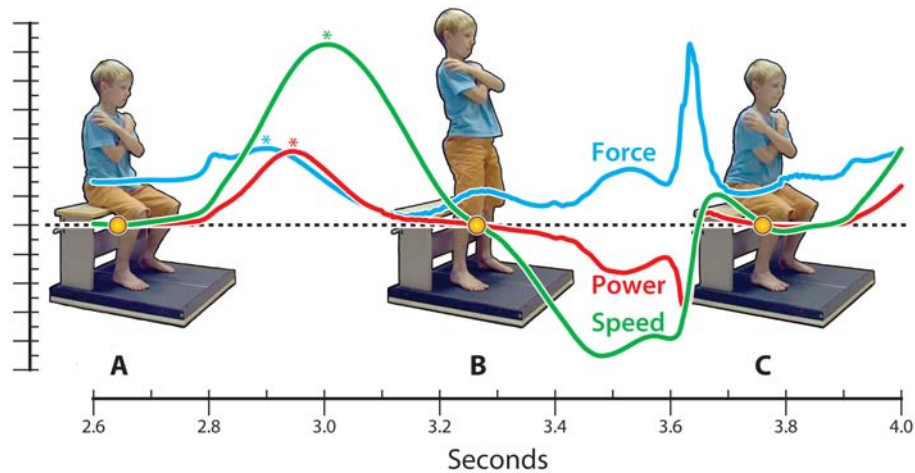 *
* *
Force
Power
Speed
A B C
2.6 2.8 3.0 3.2 3.4 3.6 3.8 4.0
Seconds